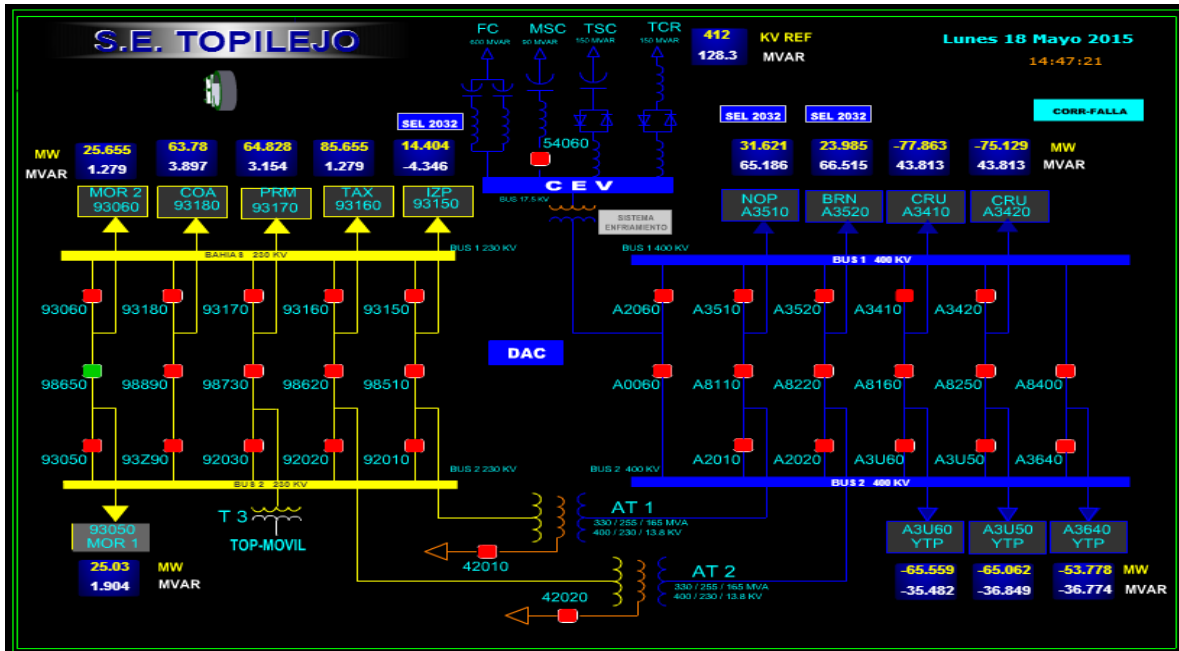 S.E. TOPILEJO
FC MSC TSC TCR
600 MVAR 90 MVAR 150 MVAR 150 MVAR
412 KV REF
128.3 MVAR
Lunes 18 Mayo 2015
14:47:21
CORR-FALLA
SEL 2032
SEL 2032 SEL 2032
54060
MW 25.655 63.78 64.828 85.655 14.404
MVAR 1.279 3.897 3.154 1.279 -4.346
31.621 23.985 -77.863 -75.129 MW
65.186 66.515 43.813 43.813 MVAR
MOR 2 COA PRM TAX IZP
93060 93180 93170 93160 93150
CEV
BUS 17.5 KV
SISTEMA
ENFRIAMIENTO
NOP BRN CRU CRU
A3510 A3520 A3410 A3420
BUS 1 230 KV
BUS 1 400 KV
BAHIAS 230 KV
BUS 1 400 KV
93060 93180 93170 93160 93150
A2060 A3510 A3520 A3410 A3420
DAC
98650 98890 98730 98620 98510
A0060 A8110 A8220 A8160 A8250 A8400
93050 93Z90 92030 92020 92010
A2010 A2020 A3U60 A3U50 A3640
BUS 2 230 KV
BUS 2 400 KV
BUS 2 230 KV
BUS 2 400 KV
93050
MOR 1
T 3
TOP-MOVIL
AT 1
330 / 255 / 165 MVA
400 / 230 / 13.8 KV
42010
A3U60 A3U50 A3640
YTP YTP YTP
25.03 MW
1.904 MVAR
AT 2
330 / 255 / 165 MVA
400 / 230 / 13.8 KV
42020
-65.559 -65.062 -53.778 MW
-35.482 -36.849 -36.774 MVAR